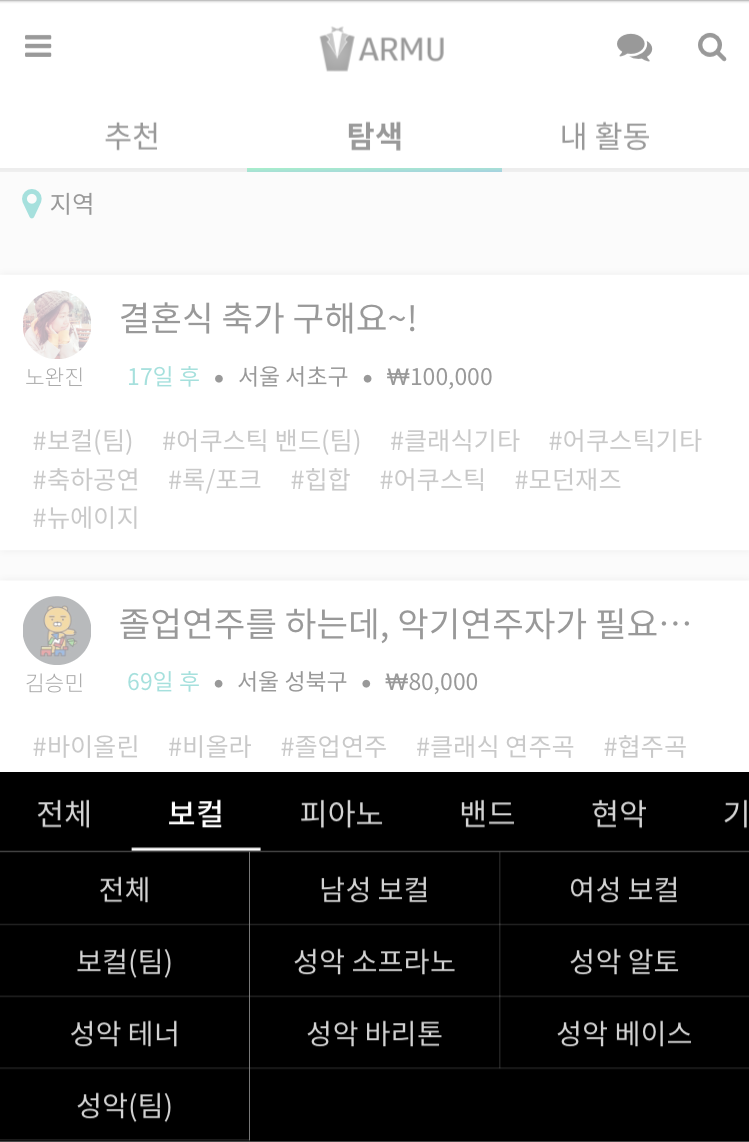 ARMU
추천 탐색 내 활동
지역
결혼식 축가 구해요~!
노완진 17일 후 • 서울 서초구 • ₩100,000
#보컬(팀) #어쿠스틱 밴드(팀) #클래식기타 #어쿠스틱기타
#축하공연 #록/포크 #힙합 #어쿠스틱 #모던재즈
#뉴에이지
졸업연주를 하는데, 악기연주자가 필요…
김승민 69일 후 • 서울 성북구 • ₩80,000
#바이올린 #비올라 #졸업연주 #클래식 연주곡 #협주곡
전체 보컬 피아노 밴드 현악 기
전체 남성 보컬 여성 보컬
보컬(팀) 성악 소프라노 성악 알토
성악 테너 성악 바리톤 성악 베이스
성악(팀)